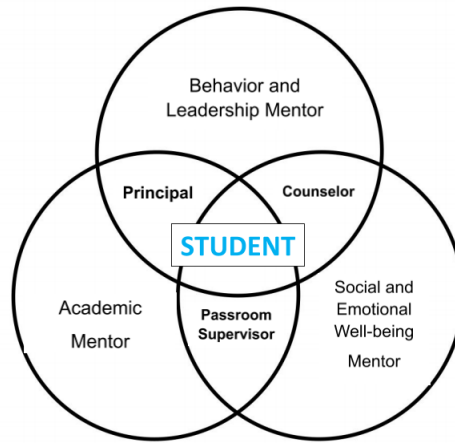 Behavior and
Leadership Mentor
Principal
Counselor
STUDENT
Academic
Mentor
Passroom
Supervisor
Social and
Emotional
Well-being
Mentor